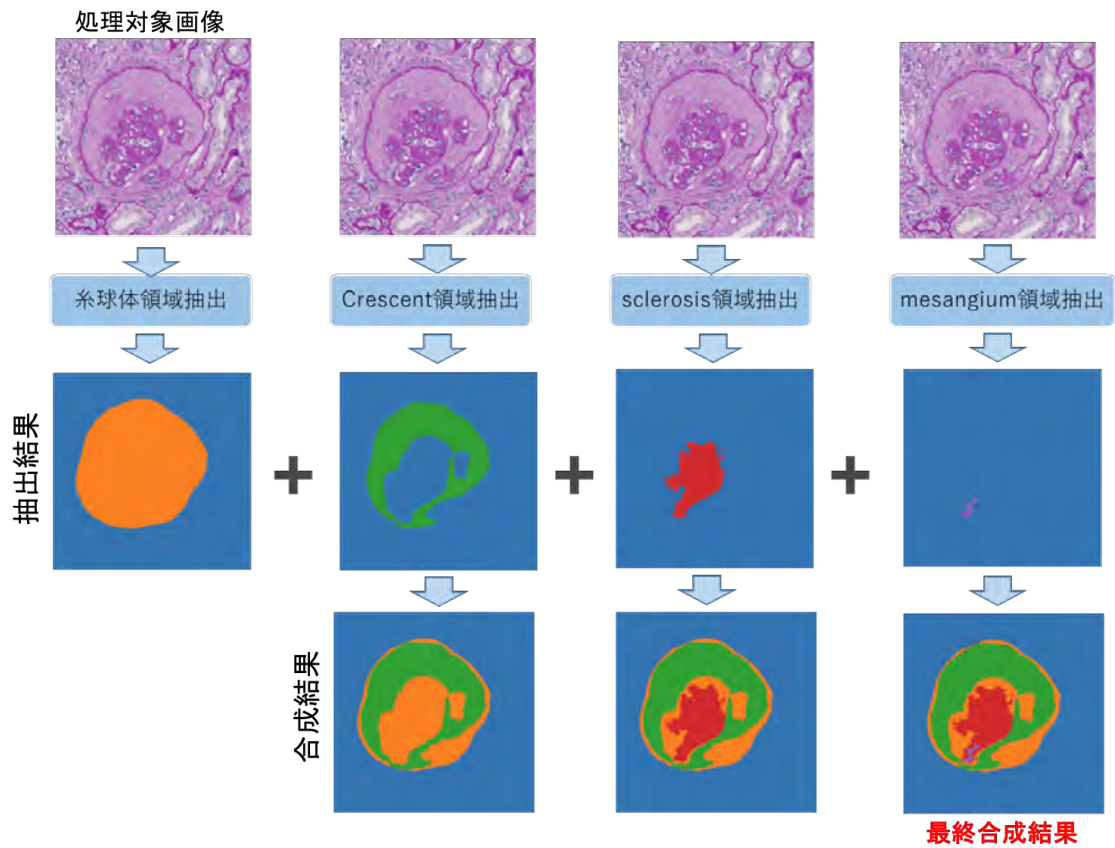 処理対象画像
糸球体領域抽出
Crescent領域抽出
sclerosis領域抽出
mesangium領域抽出
抽出結果
合成結果
最終合成結果